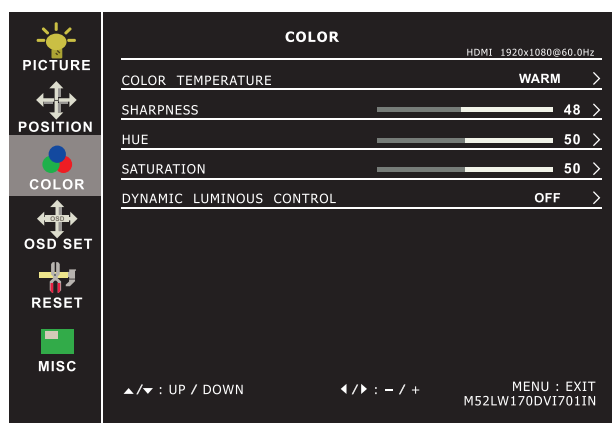 COLOR
HDMI 1920x1080@60.0Hz
PICTURE
COLOR TEMPERATURE WARM >
SHARPNESS 48 >
POSITION
HUE 50 >
SATURATION 50 >
COLOR
DYNAMIC LUMINOUS CONTROL OFF >
OSD
OSD SET
RESET
MISC
▲/▼ : UP / DOWN ◀/▶ : – / + MENU : EXIT
M52LW170DVI701IN